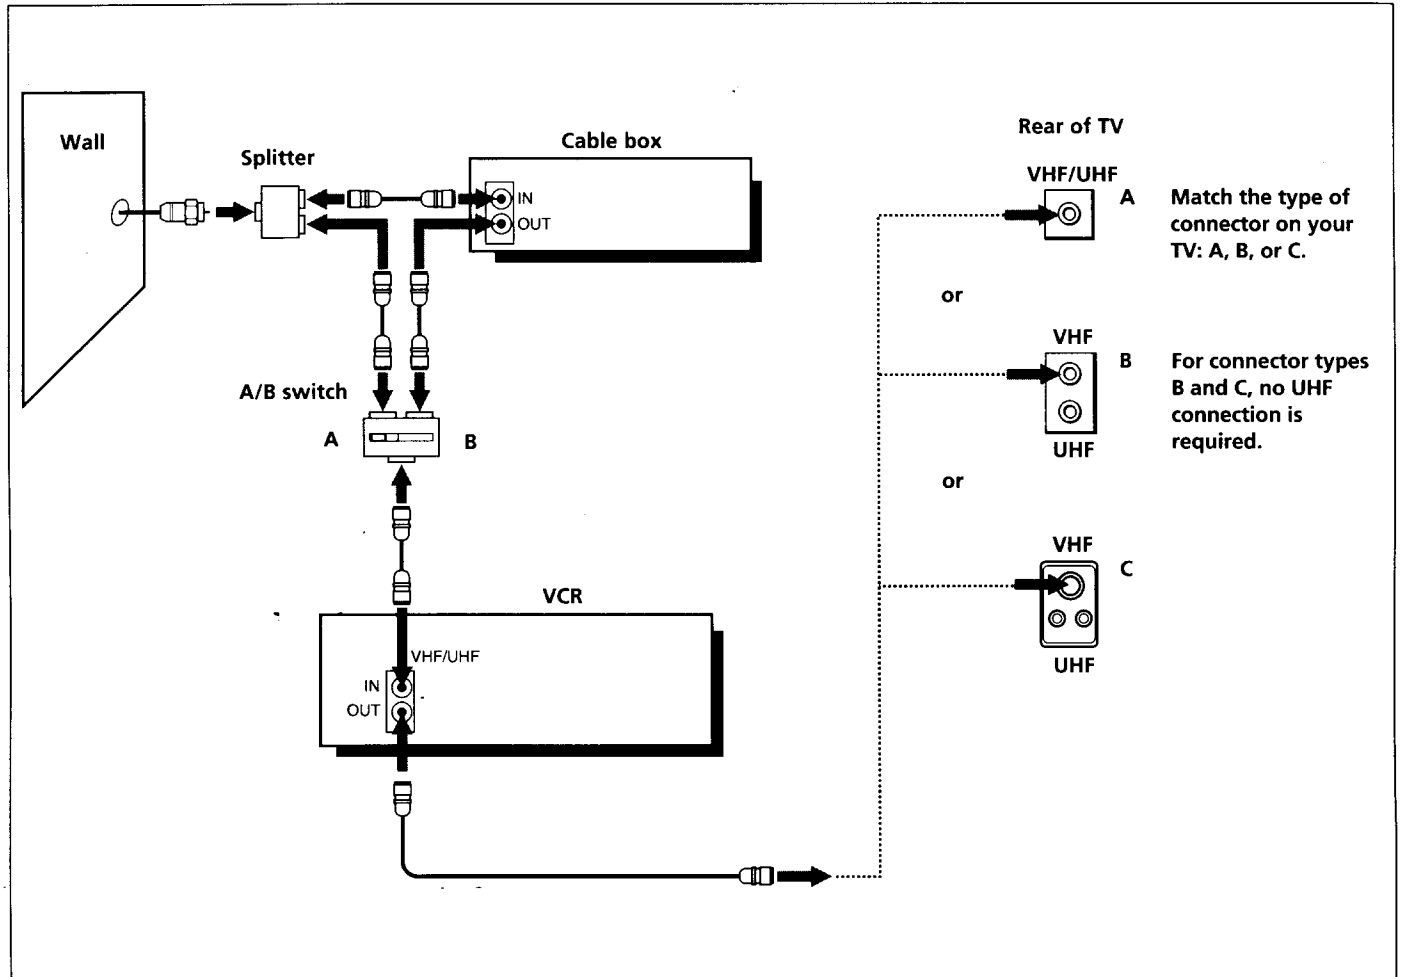 Wall
Splitter
Cable box
IN
OUT
A/B switch
A
B
VCR
VHF/UHF
IN
OUT
Rear of TV
VHF/UHF
A
Match the type of
connector on your
TV: A, B, or C.
or
VHF
B
For connector types
B and C, no UHF
connection is
required.
UHF
or
VHF
C
UHF